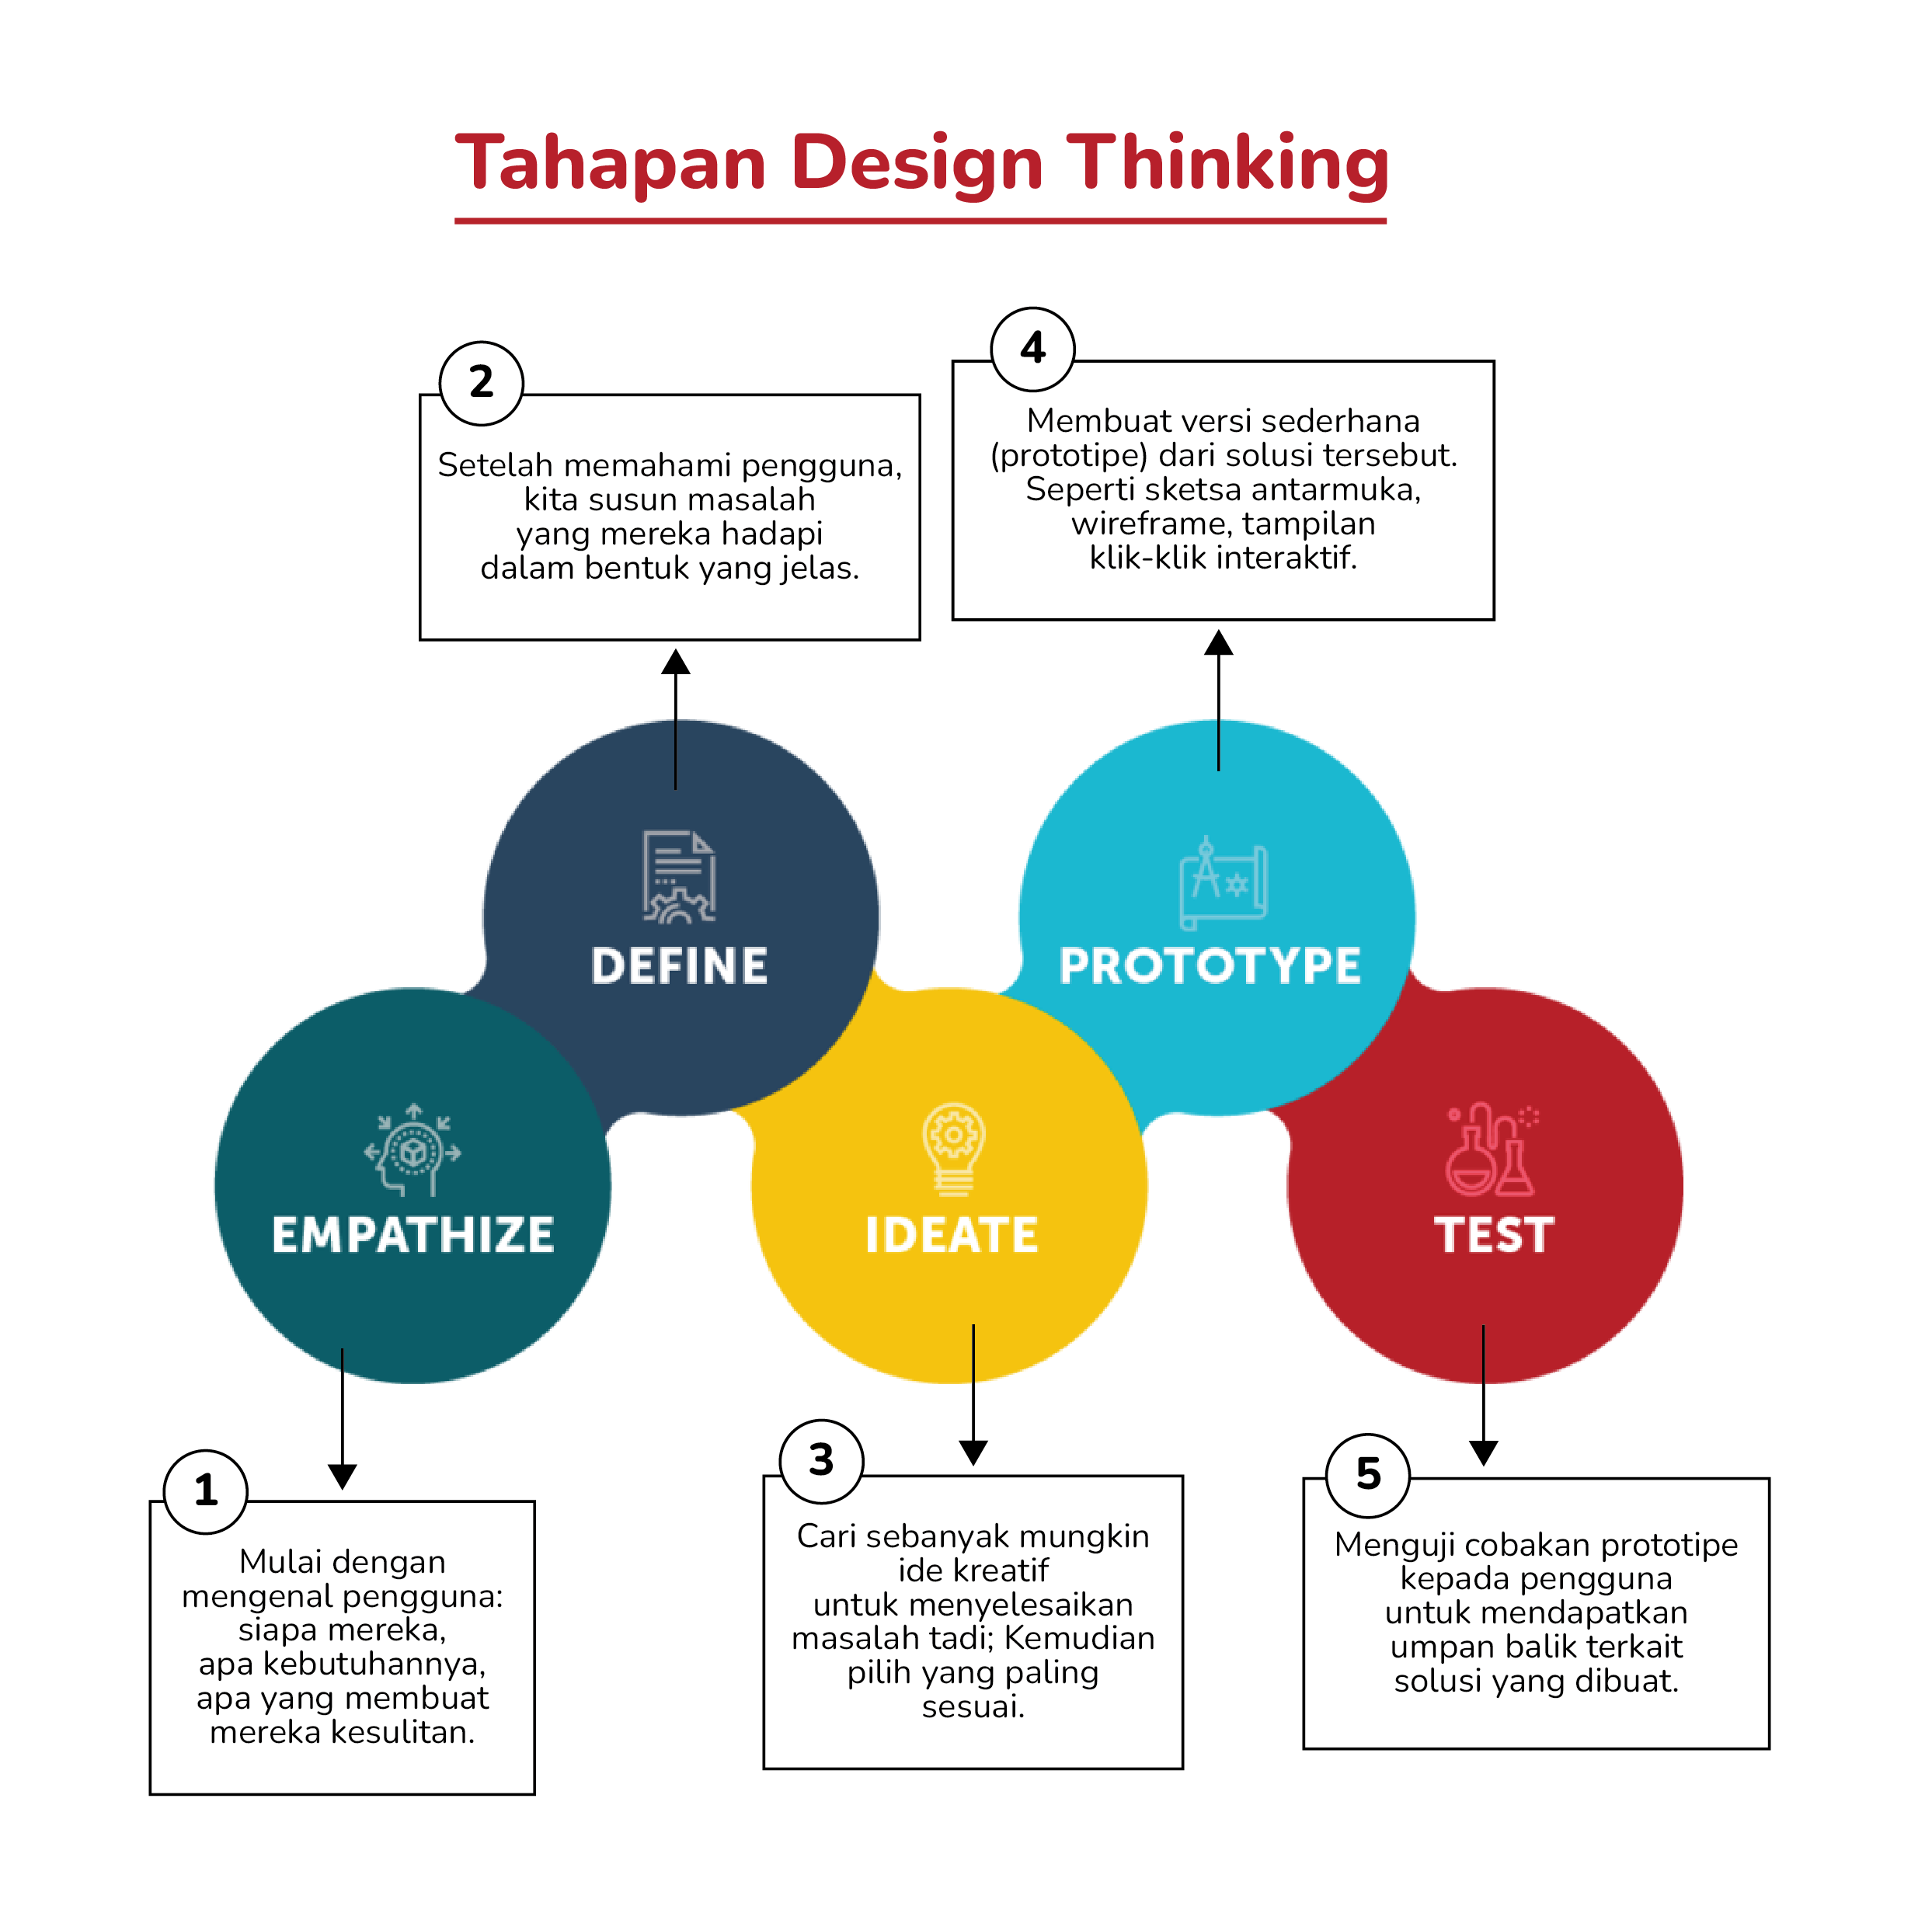 Tahapan Design Thinking
2
Setelah memahami pengguna,
kita susun masalah
yang mereka hadapi
dalam bentuk yang jelas.
4
Membuat versi sederhana
(prototipe) dari solusi tersebut.
Seperti sketsa antarmuka,
wireframe, tampilan
klik-klik interaktif.
DEFINE
PROTOTYPE
EMPATHIZE
IDEATE
TEST
1
Mulai dengan
mengenal pengguna:
siapa mereka,
apa kebutuhannya,
apa yang membuat
mereka kesulitan.
3
Cari sebanyak mungkin
ide kreatif
untuk menyelesaikan
masalah tadi; Kemudian
pilih yang paling
sesuai.
5
Menguji cobakan prototipe
kepada pengguna
untuk mendapatkan
umpan balik terkait
solusi yang dibuat.